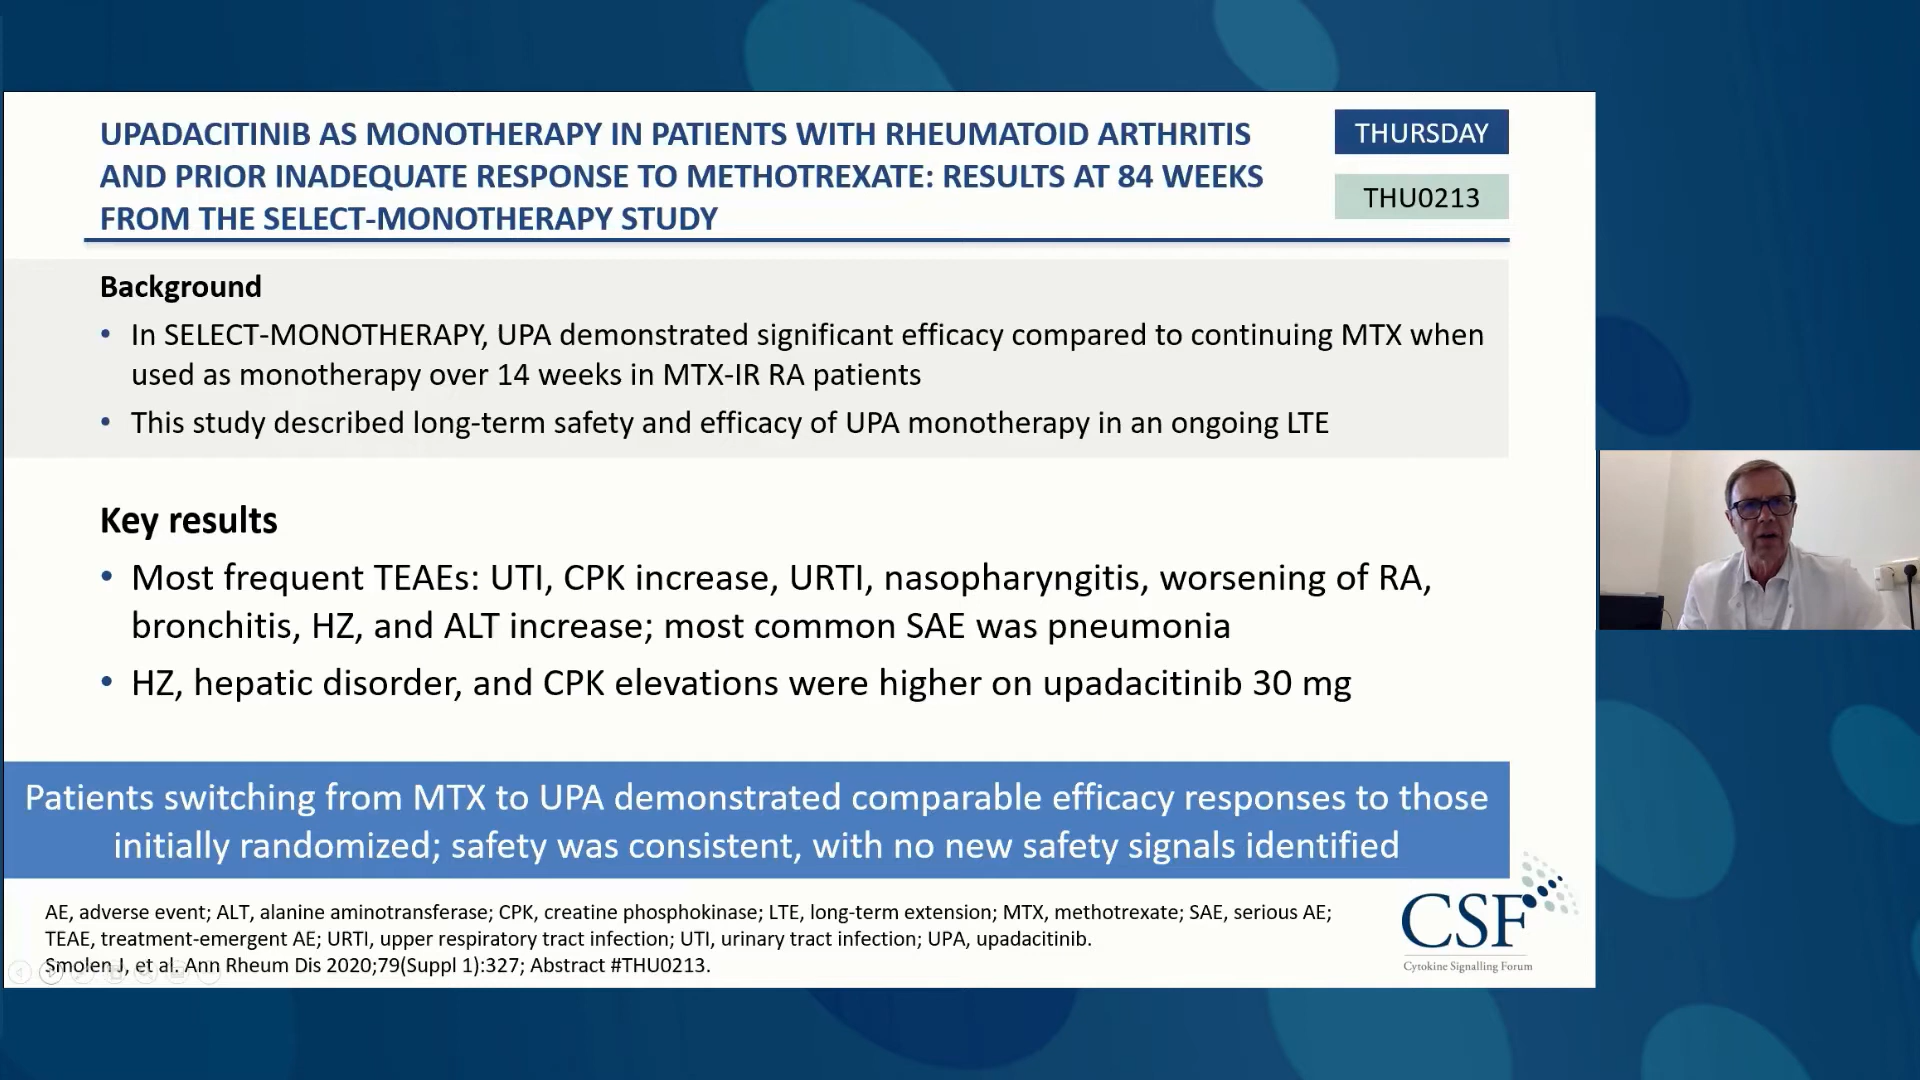 UPADACITINIB AS MONOTHERAPY IN PATIENTS WITH RHEUMATOID ARTHRITIS
AND PRIOR INADEQUATE RESPONSE TO METHOTREXATE: RESULTS AT 84 WEEKS
FROM THE SELECT-MONOTHERAPY STUDY
THURSDAY
THU0213
Background
• In SELECT-MONOTHERAPY, UPA demonstrated significant efficacy compared to continuing MTX when
used as monotherapy over 14 weeks in MTX-IR RA patients
• This study described long-term safety and efficacy of UPA monotherapy in an ongoing LTE
Key results
• Most frequent TEAEs: UTI, CPK increase, URTI, nasopharyngitis, worsening of RA,
bronchitis, HZ, and ALT increase; most common SAE was pneumonia
• HZ, hepatic disorder, and CPK elevations were higher on upadacitinib 30 mg
Patients switching from MTX to UPA demonstrated comparable efficacy responses to those
initially randomized; safety was consistent, with no new safety signals identified
AE, adverse event; ALT, alanine aminotransferase; CPK, creatine phosphokinase; LTE, long-term extension; MTX, methotrexate; SAE, serious AE;
TEAE, treatment-emergent AE; URTI, upper respiratory tract infection; UTI, urinary tract infection; UPA, upadacitinib.
Smolen J, et al. Ann Rheum Dis 2020;79(Suppl 1):327; Abstract #THU0213.
CSF
Cytokine Signalling Forum